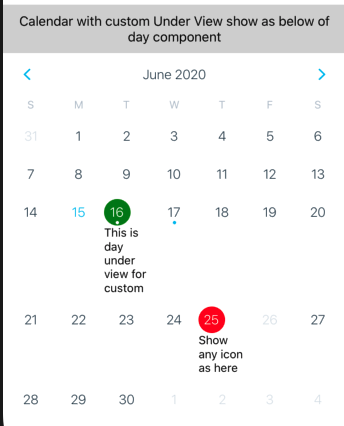 Calendar with custom Under View show as below of
day component
June 2020
S M T W T F S
31 1 2 3 4 5 6
7 8 9 10 11 12 13
14 15 16 17 18 19 20
This is
day
under
view for
custom
21 22 23 24 25 26 27
Show
any icon
as here
28 29 30 1 2 3 4